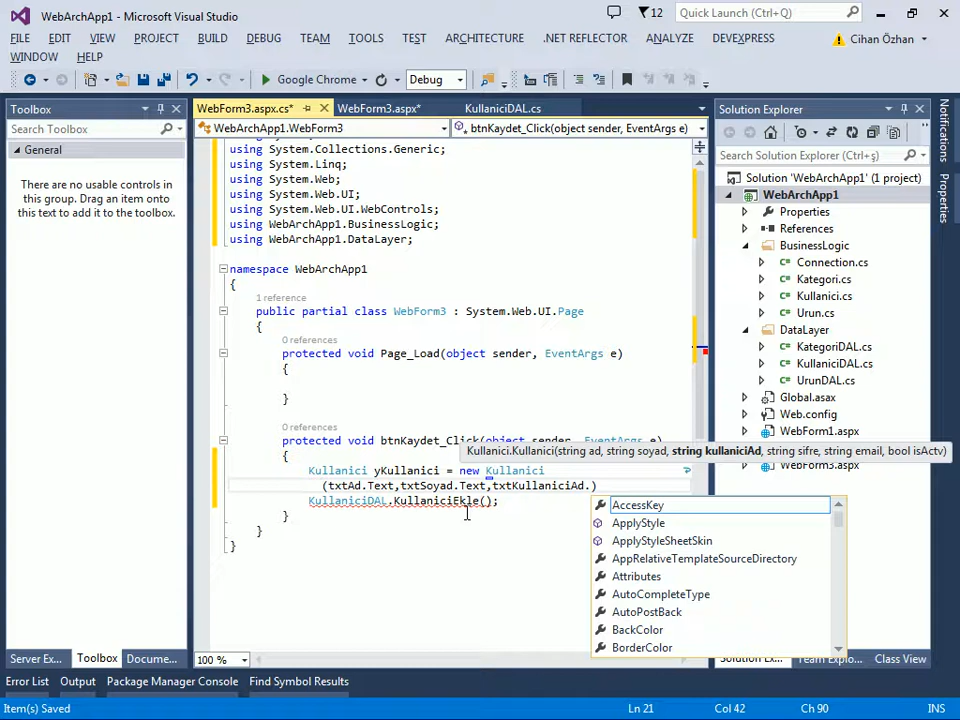 WebArchApp1 - Microsoft Visual Studio
12
Quick Launch (Ctrl+Q)
FILE EDIT VIEW PROJECT BUILD DEBUG TEAM TOOLS TEST ARCHITECTURE .NET REFLECTOR ANALYZE DEVEXPRESS
Cihan Özhan
WINDOW HELP
Google Chrome
Debug
Toolbox
WebForm3.aspx.cs*
WebForm3.aspx*
KullaniciDAL.cs
Solution Explorer
Notifications
Properties
Search Toolbox
WebArchApp1.WebForm3
btnKaydet_Click(object sender, EventArgs e)
General
There are no usable controls in
this group. Drag an item onto
this text to add it to the toolbox.
using System.Collections.Generic;
using System.Linq;
using System.Web;
using System.Web.UI;
using System.Web.UI.WebControls;
using WebArchApp1.BusinessLogic;
using WebArchApp1.DataLayer;
namespace WebArchApp1
{
1 reference
public partial class WebForm3 : System.Web.UI.Page
{
0 references
protected void Page_Load(object sender, EventArgs e)
{
}
0 references
protected void btnKaydet_Click(object sender, EventArgs e)
Kullanici.Kullanici(string ad, string soyad, string kullaniciAd, string sifre, string email, bool isActv)
{
Kullanici yKullanici = new Kullanici
(txtAd.Text,txtSoyad.Text,txtKullaniciAd.)
KullaniciDAL.KullaniciEkle();
}
}
}
AccessKey
ApplyStyle
ApplyStyleSheetSkin
AppRelativeTemplateSourceDirectory
Attributes
AutoCompleteType
AutoPostBack
BackColor
BorderColor
Search Solution Explorer (Ctrl+ş)
Solution 'WebArchApp1' (1 project)
WebArchApp1
Properties
References
BusinessLogic
Connection.cs
Kategori.cs
Kullanici.cs
Urun.cs
DataLayer
KategoriDAL.cs
KullaniciDAL.cs
UrunDAL.cs
Global.asax
Web.config
WebForm1.aspx
WebForm3.aspx
100 %
Server Ex... Toolbox Docume...
Solution Ex... Team Explo... Class View
Error List Output Package Manager Console Find Symbol Results
Item(s) Saved
Ln 21 Col 42 Ch 90 INS